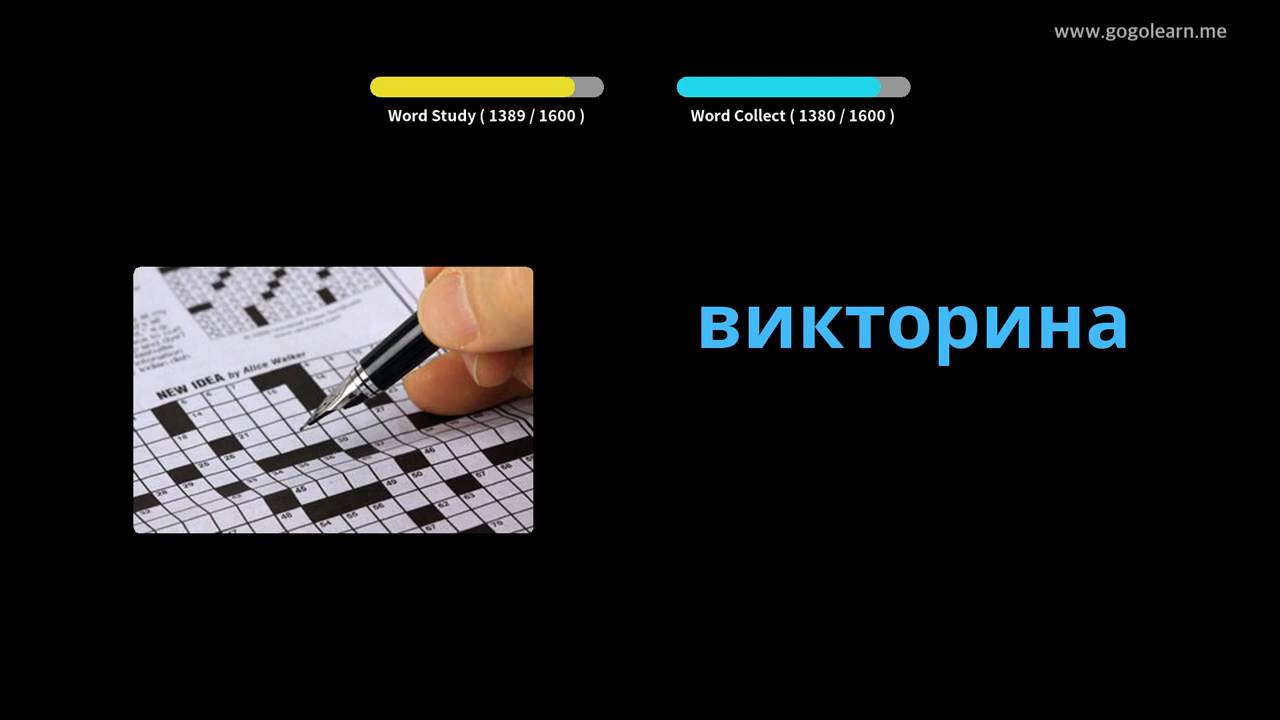 www.gogolearn.me
Word Study ( 1389 / 1600 )
Word Collect ( 1380 / 1600 )
викторина
NEW IDEA by Alice Walker